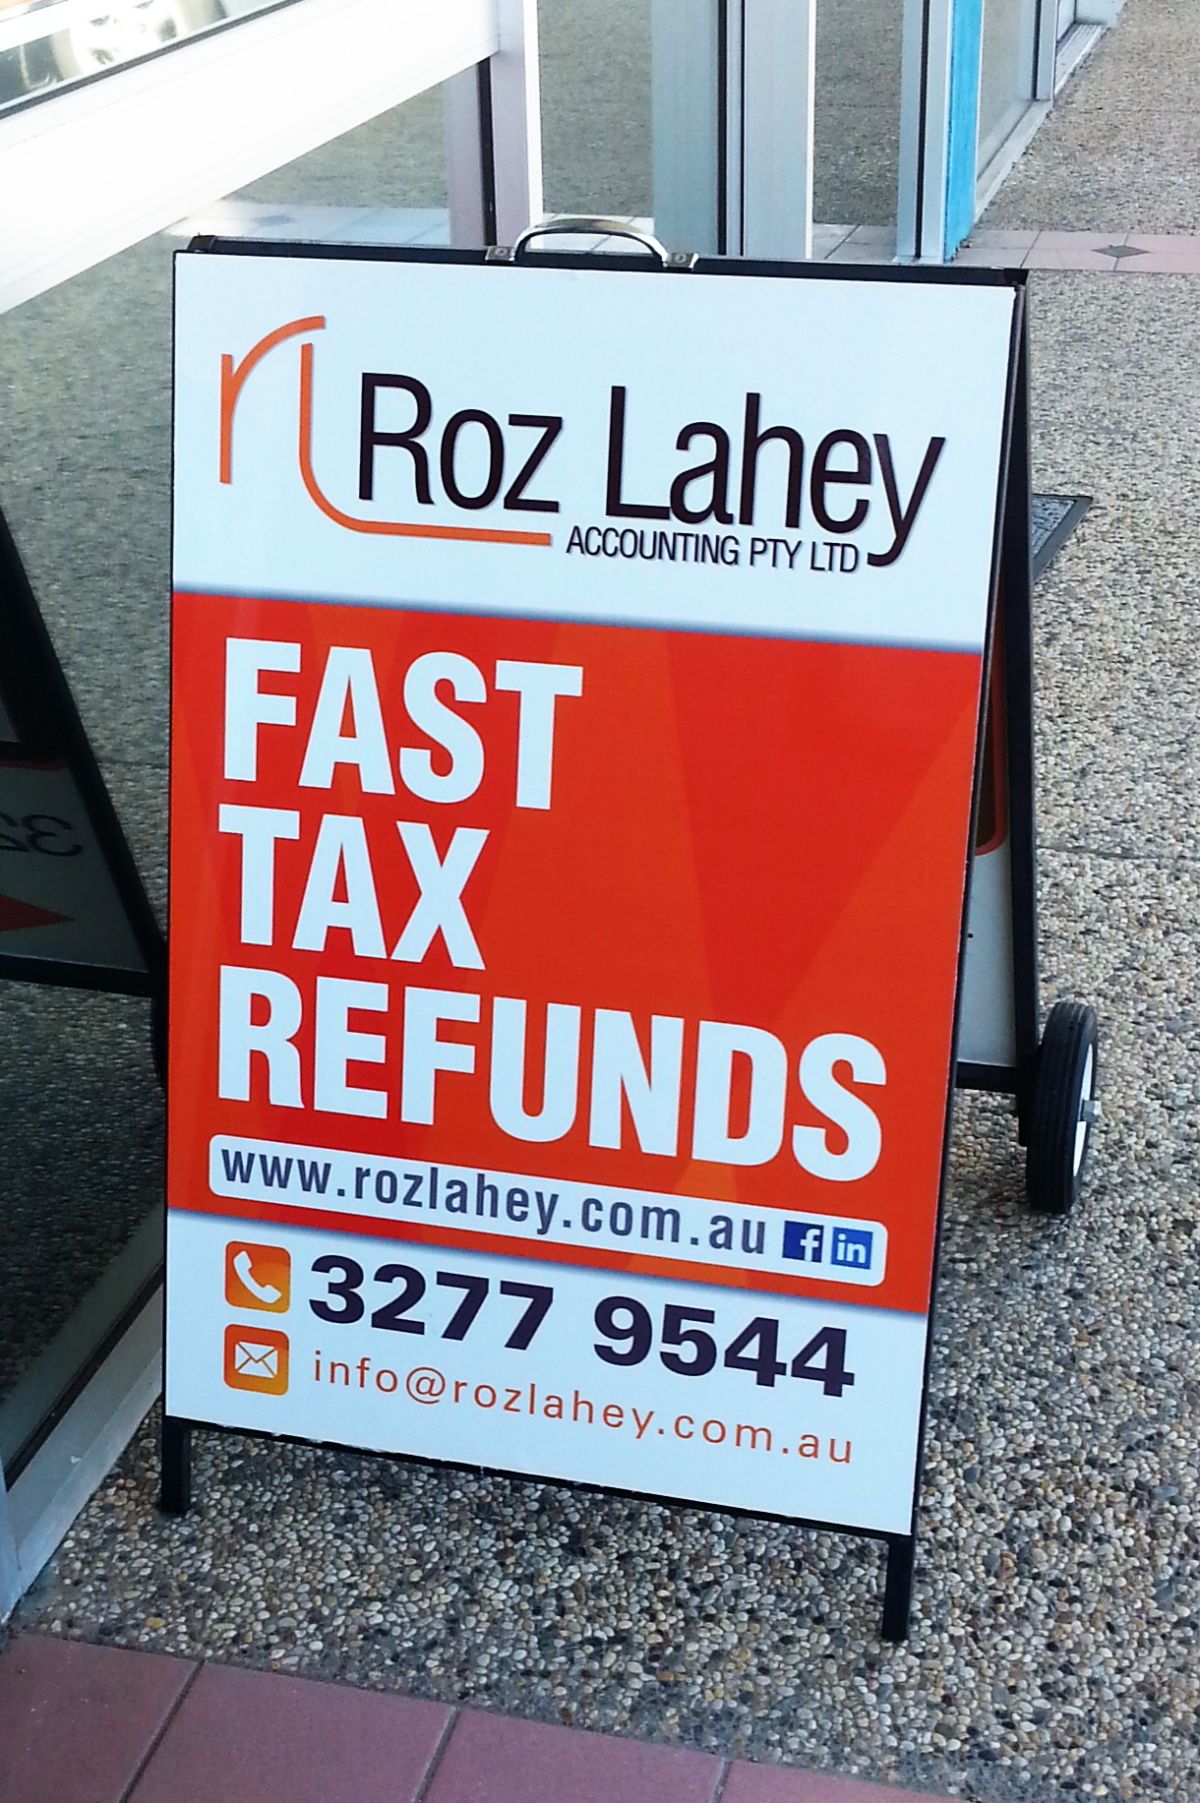 rl
Roz Lahey
ACCOUNTING PTY LTD
FAST
TAX
REFUNDS
www.rozlahey.com.au f in
3277 9544
info@rozlahey.com.au